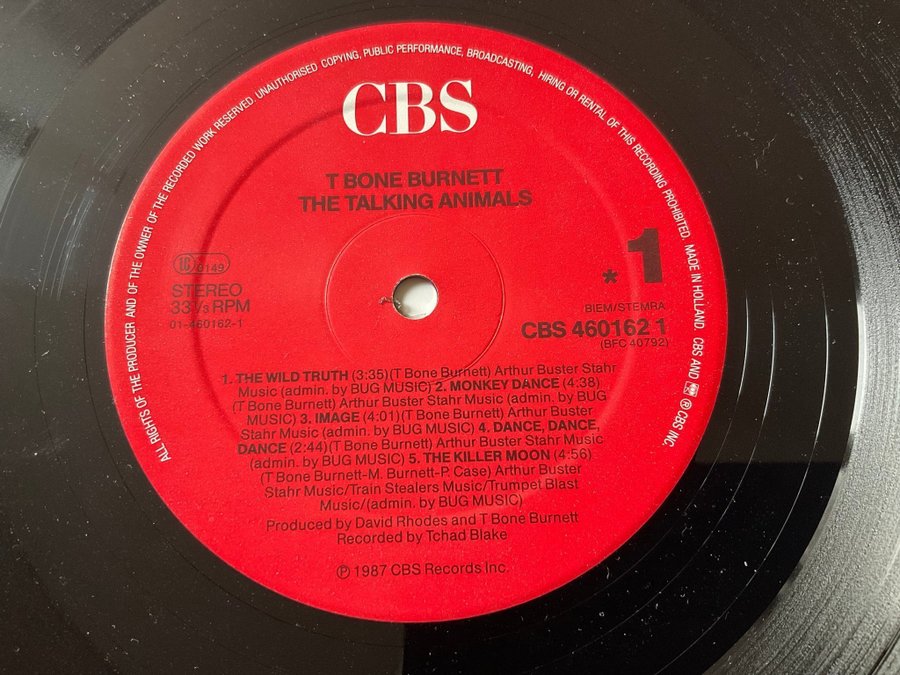 ALL RIGHTS OF THE PRODUCER AND OF THE OWNER OF THE RECORDED WORK RESERVED. UNAUTHORISED COPYING, PUBLIC PERFORMANCE, BROADCASTING, HIRING OR RENTAL OF THIS RECORDING PROHIBITED. MADE IN HOLLAND. CBS AND ℗ CBS INC.
CBS
T BONE BURNETT
THE TALKING ANIMALS
0149
STEREO
33⅓ RPM
01-460162-1
* 1
/BIEM/STEMRA
CBS 460162 1
(BFC 40792)
1. THE WILD TRUTH (3:35)(T Bone Burnett) Arthur Buster Stahr
Music (admin. by BUG MUSIC) 2. MONKEY DANCE (4:38)
(T Bone Burnett) Arthur Buster Stahr Music (admin. by BUG
MUSIC) 3. IMAGE (4:01)(T Bone Burnett) Arthur Buster
Stahr Music (admin. by BUG MUSIC) 4. DANCE, DANCE,
DANCE (2:44)(T Bone Burnett) Arthur Buster Stahr Music
(admin. by BUG MUSIC) 5. THE KILLER MOON (4:56)
(T Bone Burnett-M. Burnett-P. Case) Arthur Buster
Stahr Music/Train Stealers Music/Trumpet Blast
Music/(admin. by BUG MUSIC)
Produced by David Rhodes and T Bone Burnett
Recorded by Tchad Blake
℗ 1987 CBS Records Inc.